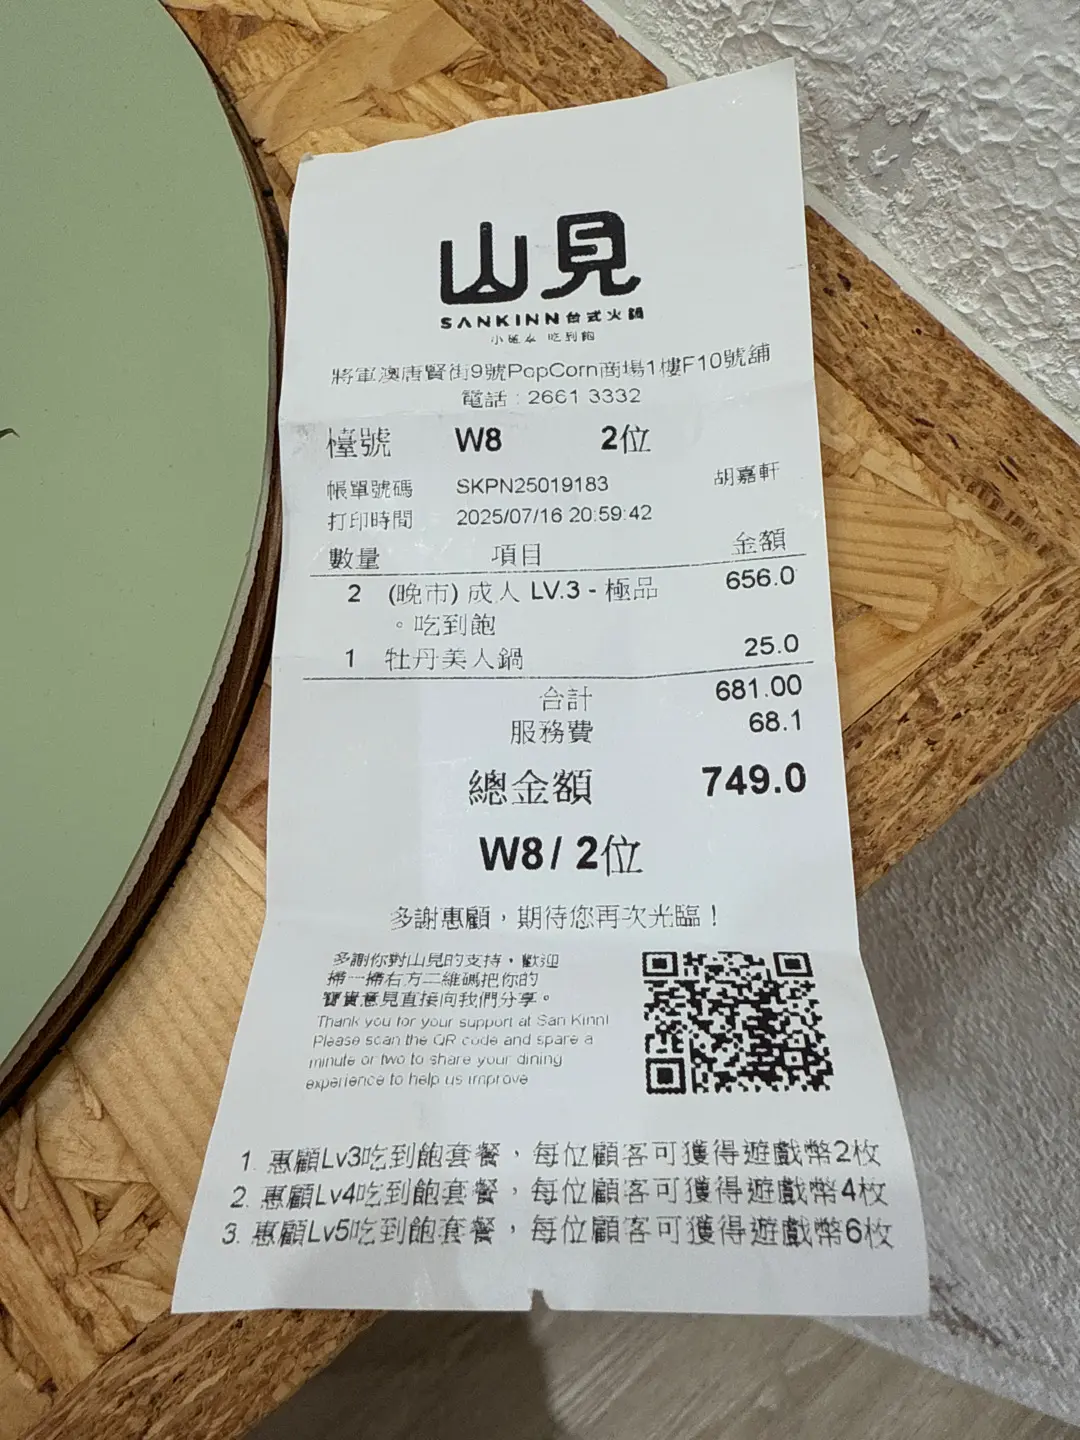 山見
SANKINN 台式火鍋
吃到飽
將軍澳唐賢街9號PopCorn商場1樓F10號舖
電話 : 2661 3332
檯號 W8 2位
帳單號碼 SKPN25019183 胡嘉軒
打印時間 2025/07/16 20:59:42
數量 項目 金額
2 (晚市) 成人 LV.3 - 極品 656.0
。吃到飽
1 牡丹美人鍋 25.0
合計 681.00
服務費 68.1
總金額 749.0
W8 / 2位
多謝惠顧，期待您再次光臨！
多謝你對山見的支持，歡迎
掃一掃右方二維碼把你的
寶貴意見直接向我們分享。
Thank you for your support at San Kinn!
Please scan the QR code and spare a
minute or two to share your dining
experience to help us improve
1. 惠顧Lv3吃到飽套餐，每位顧客可獲得遊戲幣2枚
2. 惠顧Lv4吃到飽套餐，每位顧客可獲得遊戲幣4枚
3. 惠顧Lv5吃到飽套餐，每位顧客可獲得遊戲幣6枚